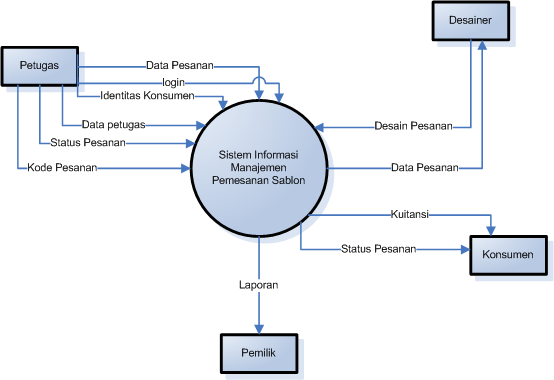 Desainer
Petugas
Data Pesanan
login
Identitas Konsumen
Data petugas
Desain Pesanan
Status Pesanan
Sistem Informasi
Manajemen
Pemesanan Sablon
Kode Pesanan
Data Pesanan
Kuitansi
Status Pesanan
Konsumen
Laporan
Pemilik